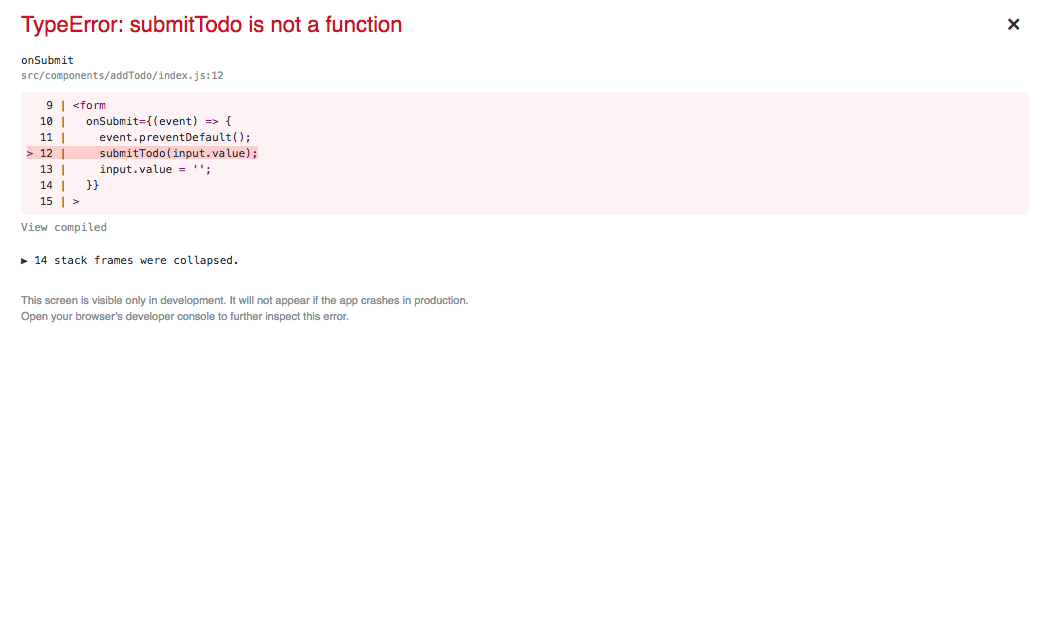 TypeError: submitTodo is not a function
×
onSubmit
src/components/addTodo/index.js:12
9 | <form
10 |   onSubmit={(event) => {
11 |     event.preventDefault();
> 12 |     submitTodo(input.value);
13 |     input.value = '';
14 |   }}
15 | >
View compiled
▶ 14 stack frames were collapsed.
This screen is visible only in development. It will not appear if the app crashes in production.
Open your browser's developer console to further inspect this error.